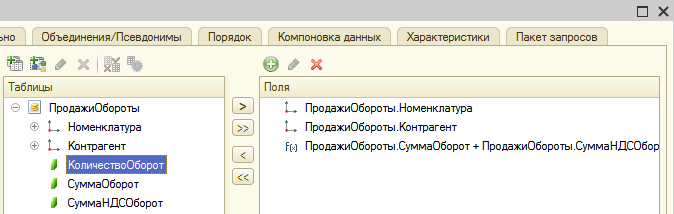 ьно Объединения/Псевдонимы Порядок Компоновка данных Характеристики Пакет запросов
Таблицы
ПродажиОбороты
Номенклатура
Контрагент
КоличествоОборот
СуммаОборот
СуммаНДСОборот
>
>>
<
<<
Поля
ПродажиОбороты.Номенклатура
ПродажиОбороты.Контрагент
f(x) ПродажиОбороты.СуммаОборот + ПродажиОбороты.СуммаНДСОбор